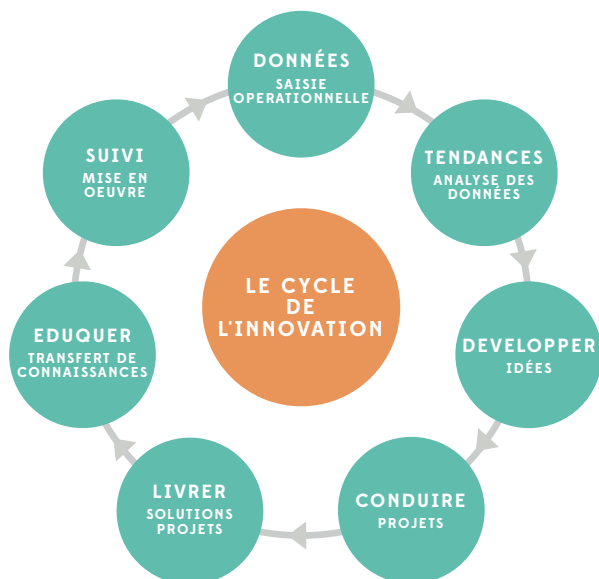 DONNÉES
SAISIE
OPERATIONNELLE
TENDANCES
ANALYSE DES
DONNÉES
DEVELOPPER
IDÉES
CONDUIRE
PROJETS
LIVRER
SOLUTIONS
PROJETS
EDUQUER
TRANSFERT DE
CONNAISSANCES
SUIVI
MISE EN
OEUVRE
LE CYCLE
DE
L'INNOVATION